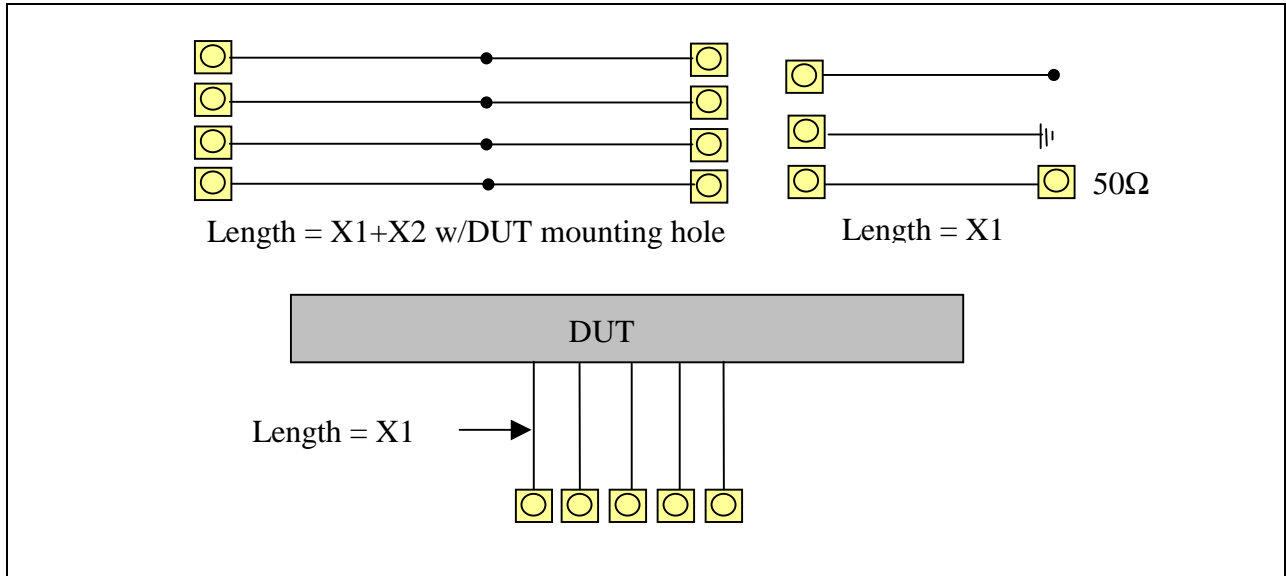 50Ω
Length = X1+X2 w/DUT mounting hole
Length = X1
DUT
Length = X1